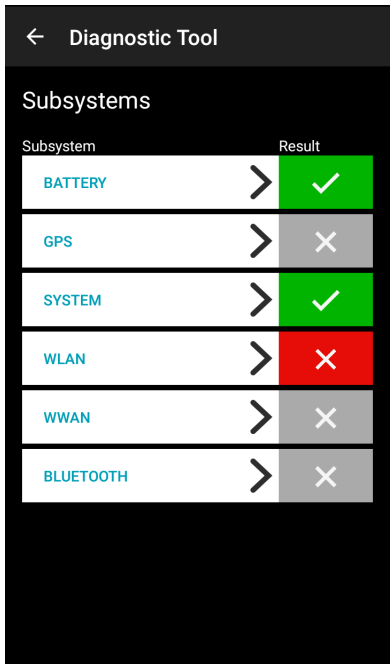 Diagnostic Tool
Subsystems
Subsystem Result
BATTERY
GPS
SYSTEM
WLAN
WWAN
BLUETOOTH